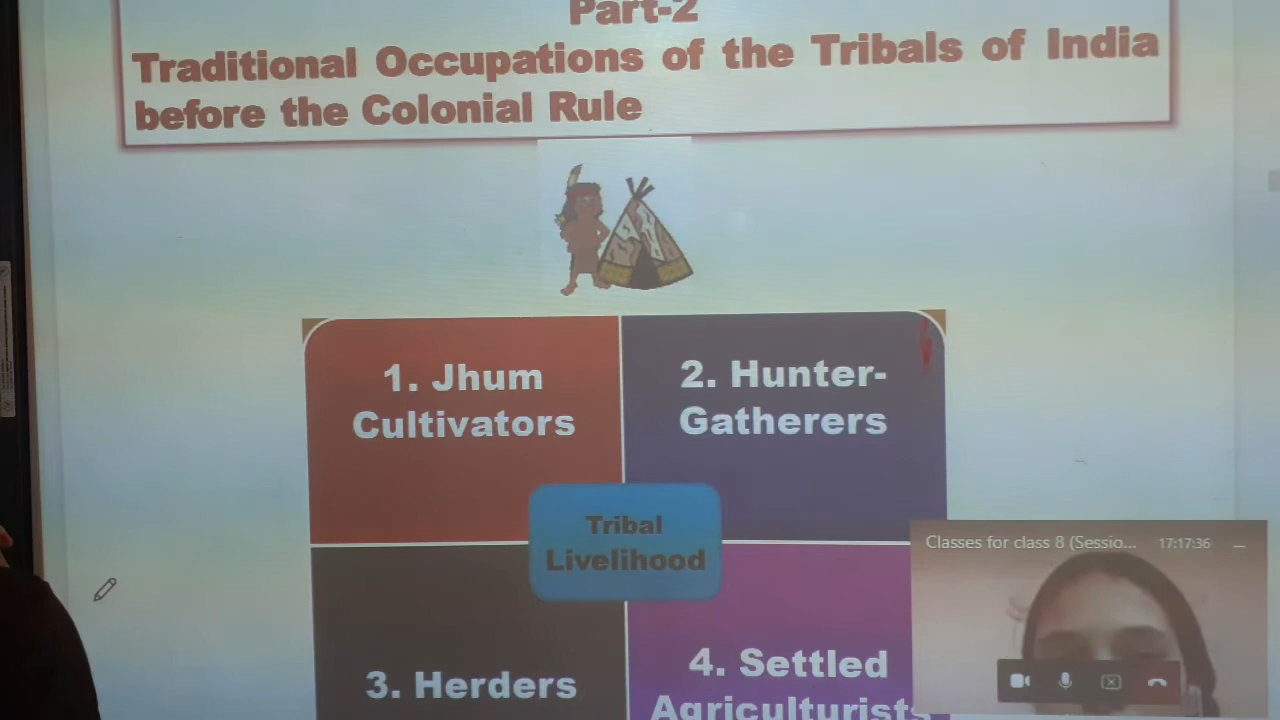 Part-2
Traditional Occupations of the Tribals of India
before the Colonial Rule
1. Jhum
Cultivators
2. Hunter-
Gatherers
Tribal
Livelihood
3. Herders
4. Settled
Agriculturists
Classes for class 8 (Sessio... 17:17:36